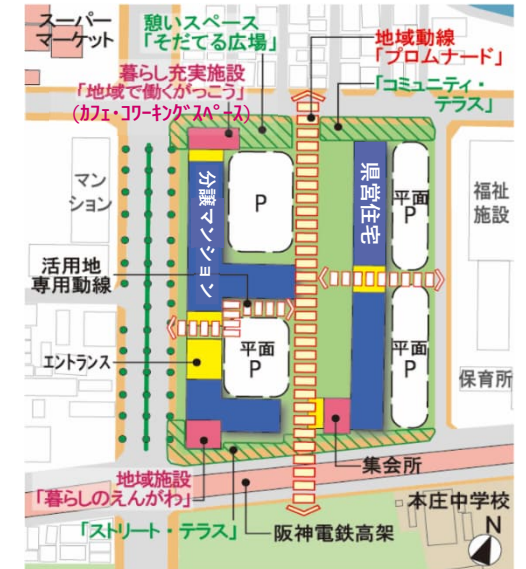 スーパー
マーケット
憩いスペース
「そだてる広場」
地域動線
「プロムナード」
暮らし充実施設
「地域で働くがっこう」
(カフェ・コワーキングスペース)
「コミュニティ・
テラス」
マン
ション
分譲マンション
P
県営住宅
平面
P
福祉
施設
活用地
専用動線
エントランス
平面
P
平面
P
保育所
集会所
地域施設
「暮らしのえんがわ」
「ストリート・テラス」
阪神電鉄高架
本庄中学校
N